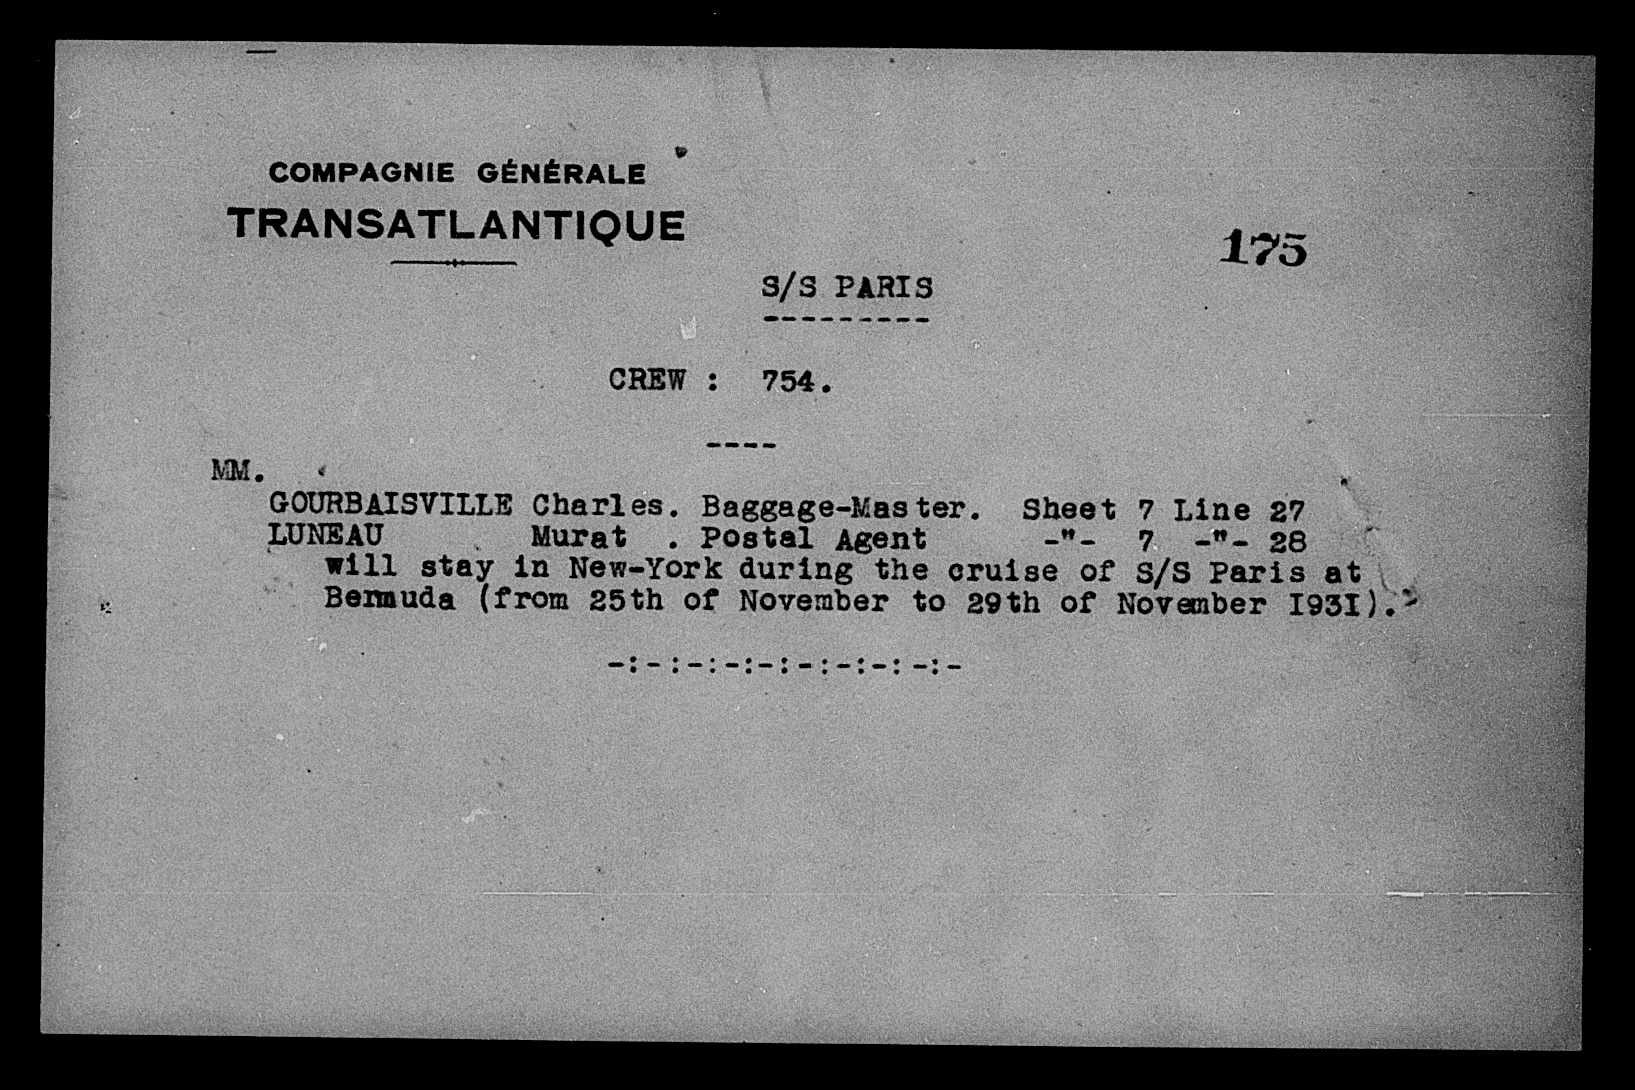 COMPAGNIE GÉNÉRALE
TRANSATLANTIQUE
175
S/S PARIS
---------
CREW : 754.
----
MM.
GOURBAISVILLE Charles. Baggage-Master. Sheet 7 Line 27
LUNEAU Murat . Postal Agent -"- 7 -"- 28
will stay in New-York during the cruise of S/S Paris at
Bermuda (from 25th of November to 29th of November I93I).
-:-:-:-:-:-:-:-:-:-